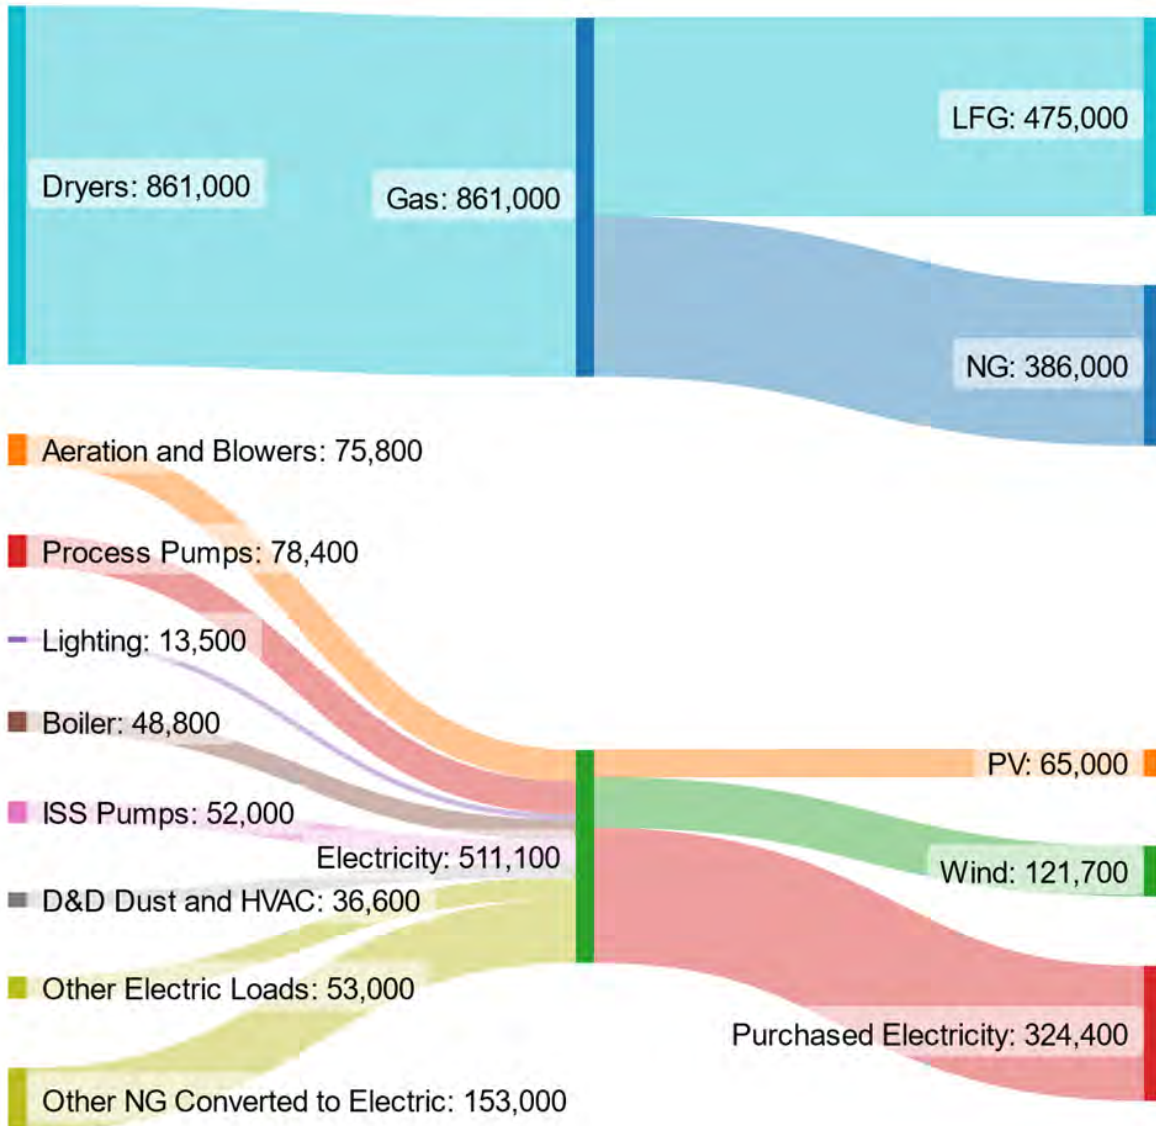 Dryers: 861,000
Gas: 861,000
LFG: 475,000
NG: 386,000
Aeration and Blowers: 75,800
Process Pumps: 78,400
Lighting: 13,500
Boiler: 48,800
ISS Pumps: 52,000
D&D Dust and HVAC: 36,600
Other Electric Loads: 53,000
Other NG Converted to Electric: 153,000
Electricity: 511,100
PV: 65,000
Wind: 121,700
Purchased Electricity: 324,400